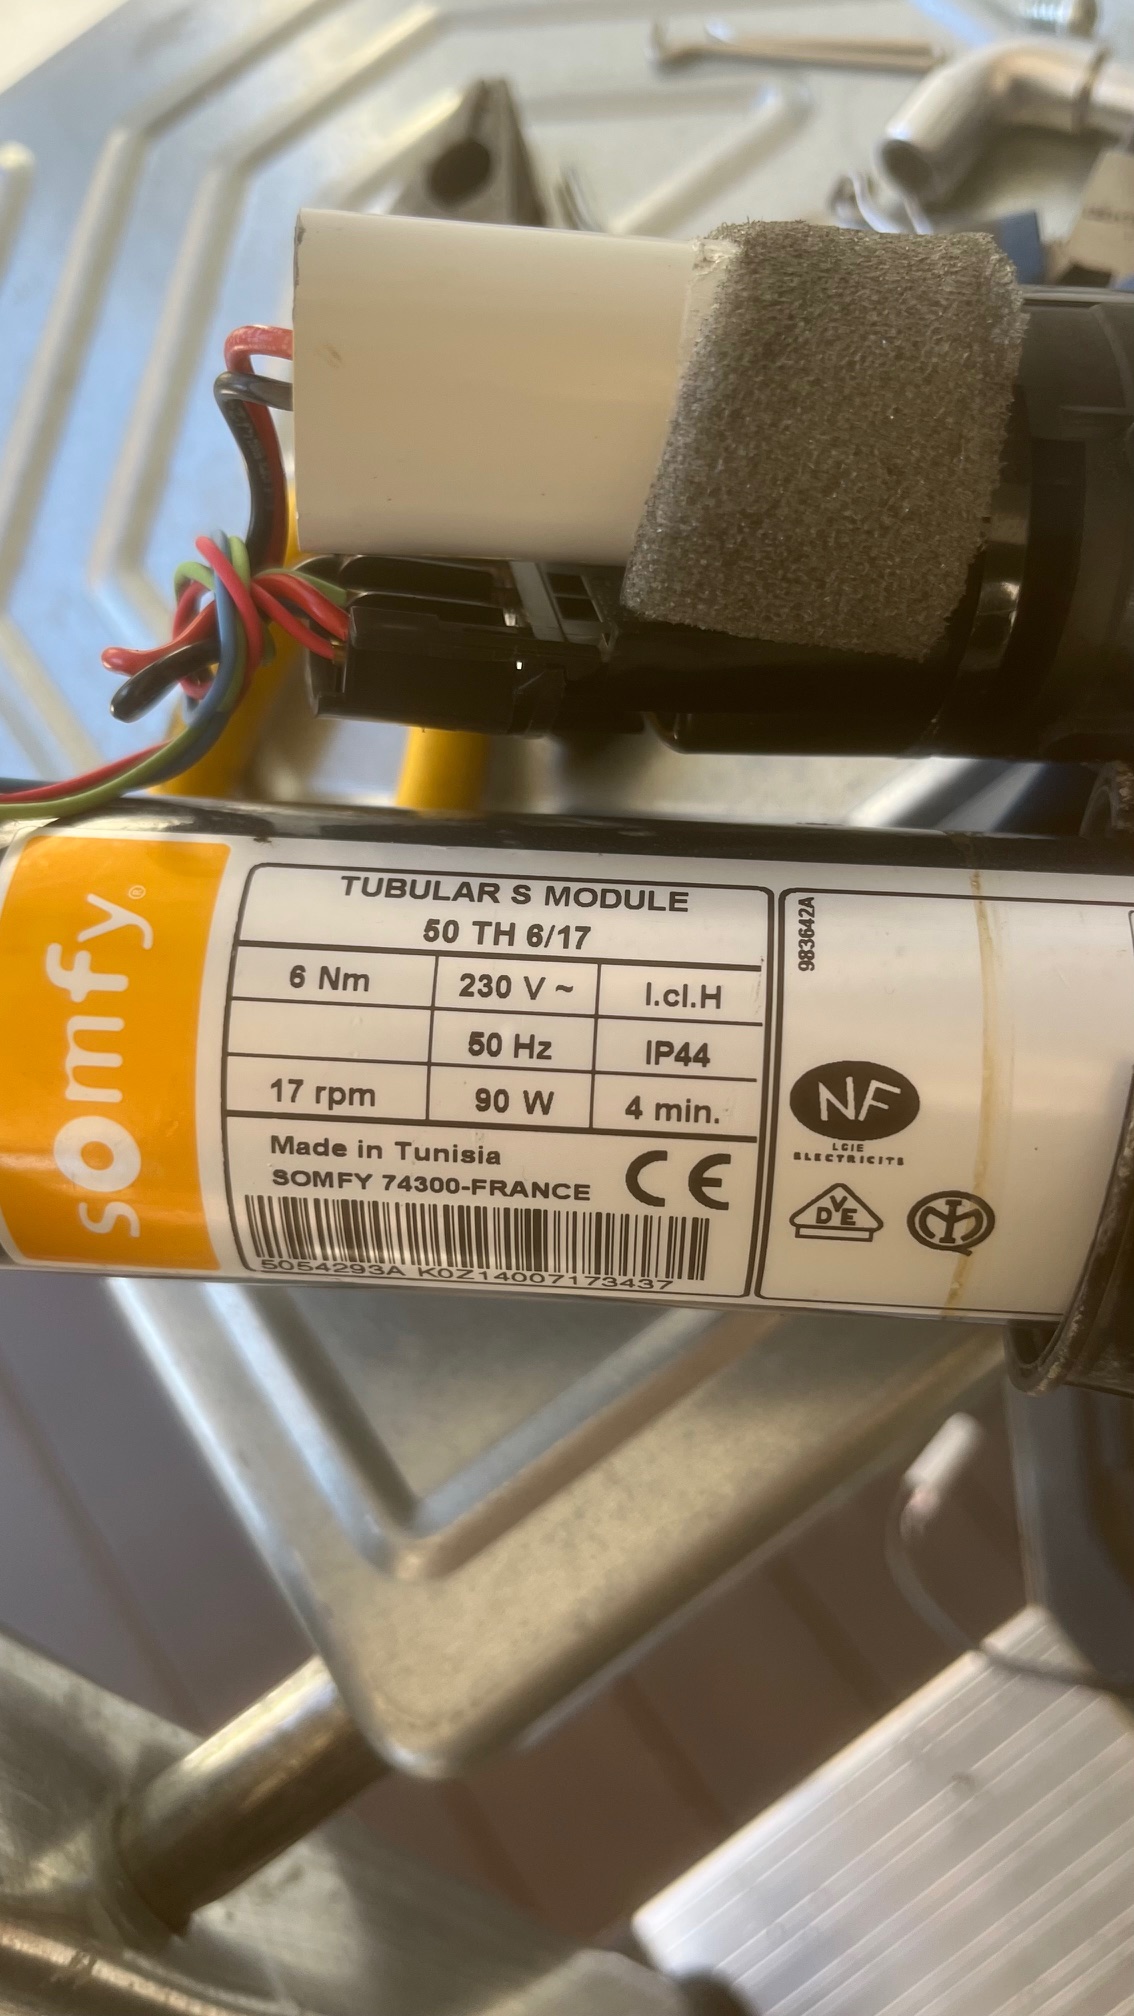 somfy®
TUBULAR S MODULE
50 TH 6/17
6 Nm 230 V ~ I.cl.H
50 Hz IP44
17 rpm 90 W 4 min.
Made in Tunisia
SOMFY 74300-FRANCE
CE
5054293A K0Z14007173437
983642A
NF
LCIE
ELECTRICITE
VDE